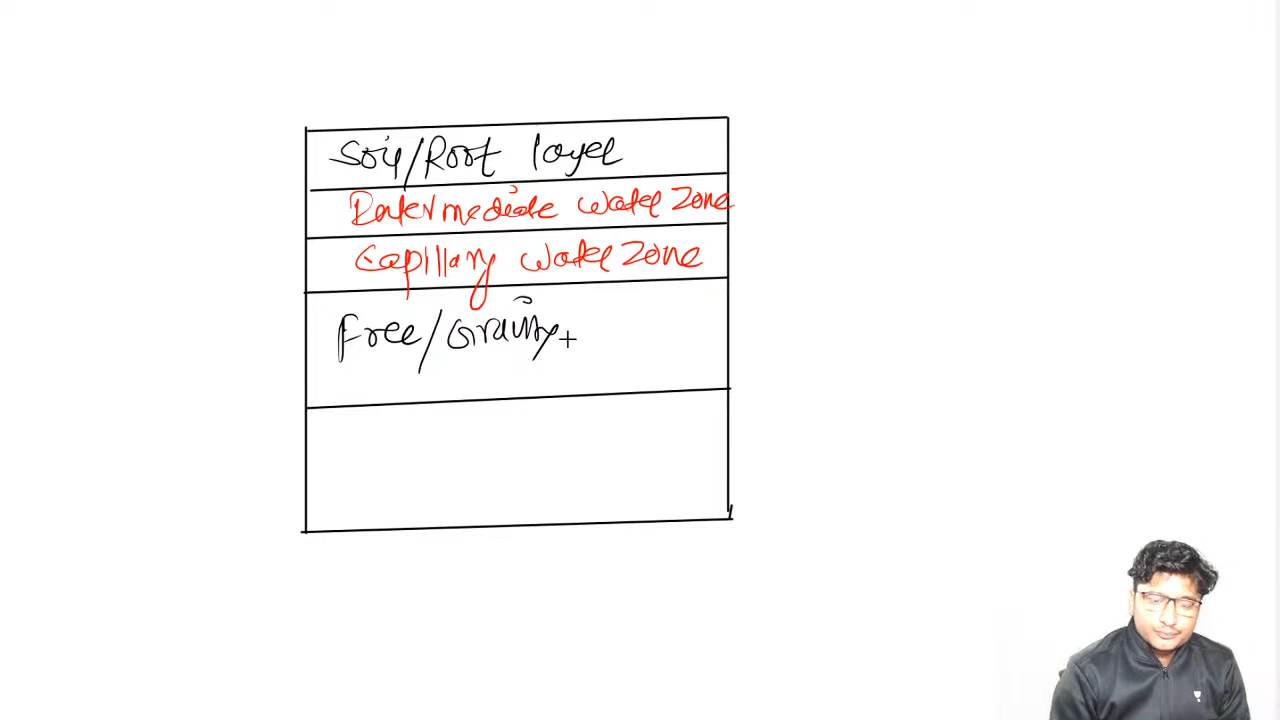 Soil/Root layer
Intermediate water zone
Capillary water zone
Free/Gravity +